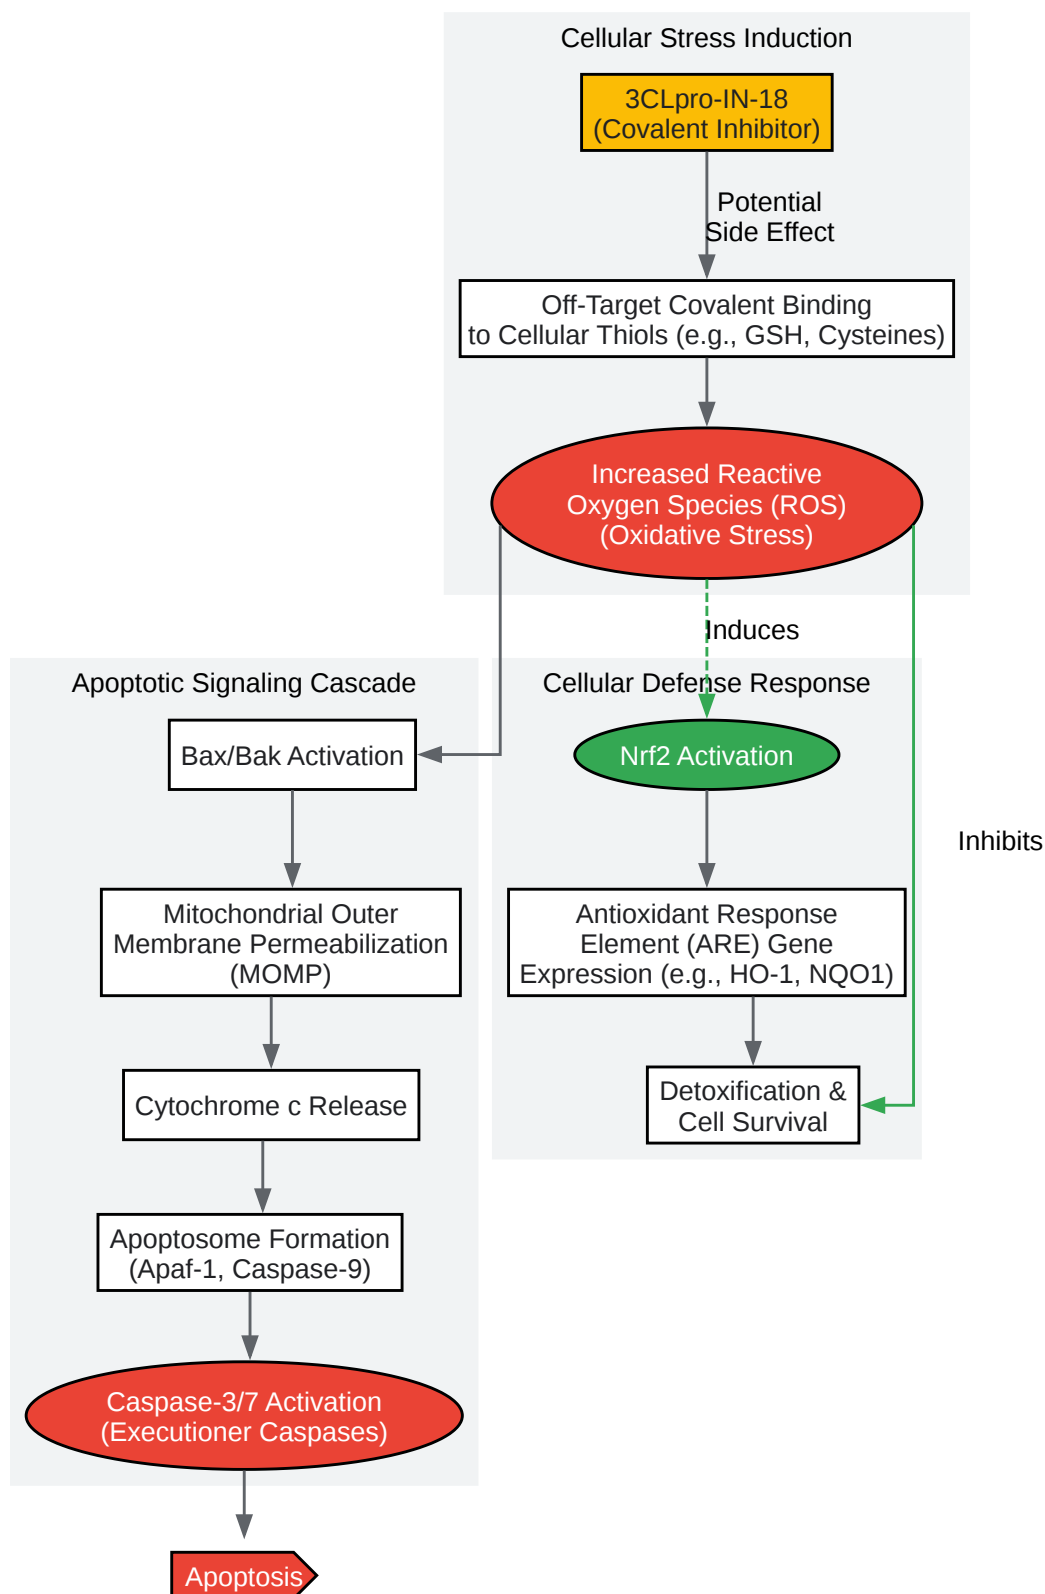 Cellular Stress Induction
3CLpro-IN-18
(Covalent Inhibitor)
Potential
Side Effect
Off-Target Covalent Binding
to Cellular Thiols (e.g., GSH, Cysteines)
Increased Reactive
Oxygen Species (ROS)
(Oxidative Stress)
Induces
Apoptotic Signaling Cascade
Bax/Bak Activation
Mitochondrial Outer
Membrane Permeabilization
(MOMP)
Cytochrome c Release
Apoptosome Formation
(Apaf-1, Caspase-9)
Caspase-3/7 Activation
(Executioner Caspases)
Apoptosis
Cellular Defense Response
Nrf2 Activation
Antioxidant Response
Element (ARE) Gene
Expression (e.g., HO-1, NQO1)
Detoxification &
Cell Survival
Inhibits